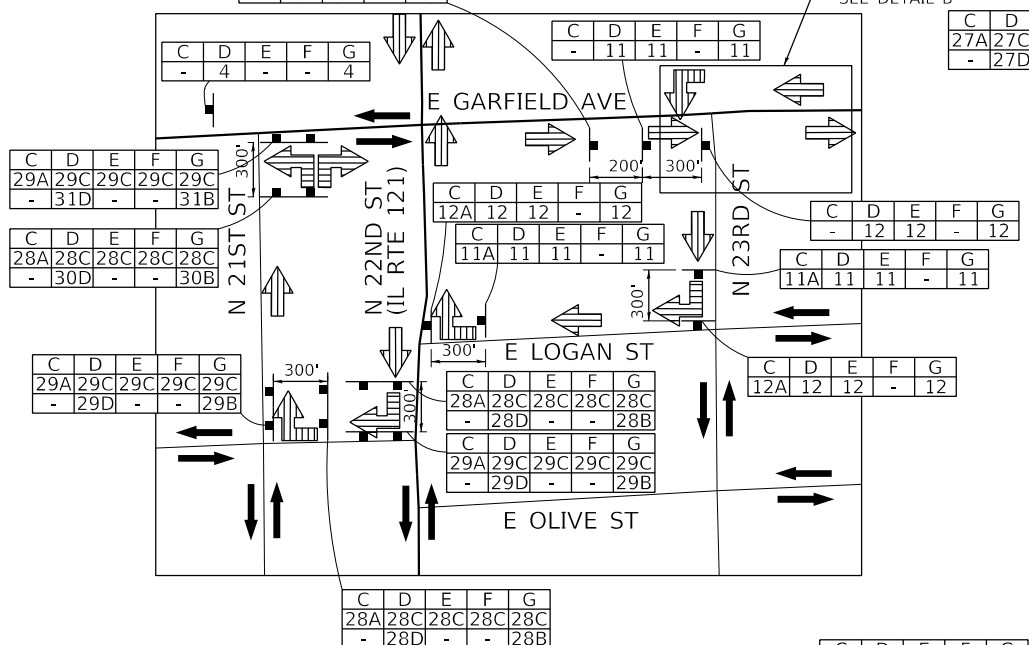 SEE DETAIL B
C D
27A 27C
- 27D
C D E F G
- 4 - - 4
C D E F G
- 11 11 - 11
E GARFIELD AVE
C D E F G
29A 29C 29C 29C 29C
- 31D - - 31B
300'
200' 300'
C D E F G
28A 28C 28C 28C 28C
- 30D - - 30B
N 21ST ST
N 22ND ST
(IL RTE 121)
N 23RD ST
C D E F G
12A 12 12 - 12
C D E F G
11A 11 11 - 11
C D E F G
- 12 12 - 12
C D E F G
11A 11 11 - 11
300'
300'
E LOGAN ST
C D E F G
12A 12 12 - 12
C D E F G
29A 29C 29C 29C 29C
- 29D - - 29B
300'
300'
C D E F G
28A 28C 28C 28C 28C
- 28D - - 28B
C D E F G
29A 29C 29C 29C 29C
- 29D - - 29B
E OLIVE ST
C D E F G
28A 28C 28C 28C 28C
- 28D - - 28B
C D E F G